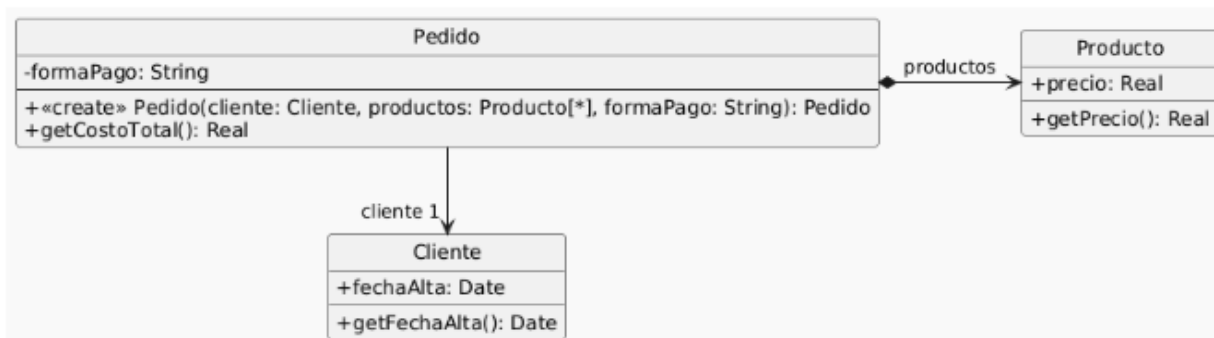 Pedido
-formaPago: String
+«create» Pedido(cliente: Cliente, productos: Producto[*], formaPago: String): Pedido
+getCostoTotal(): Real
productos
Producto
+precio: Real
+getPrecio(): Real
cliente 1
Cliente
+fechaAlta: Date
+getFechaAlta(): Date